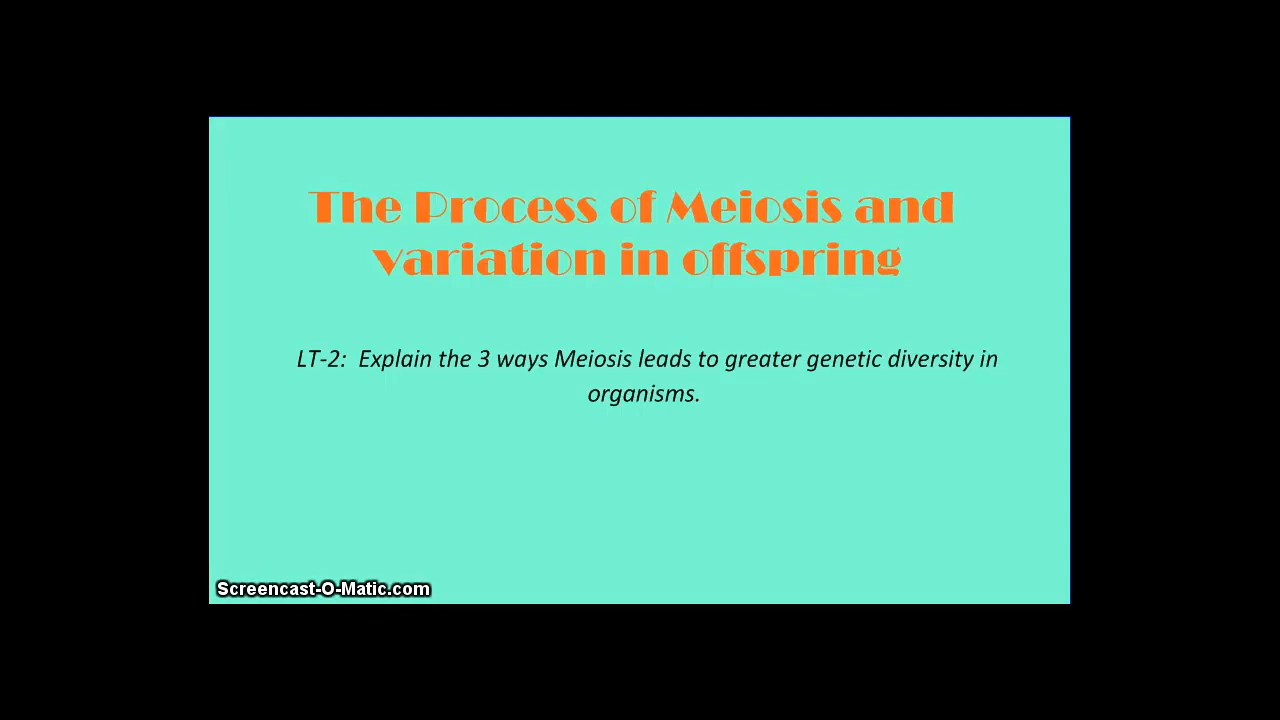 The Process of Meiosis and
variation in offspring
LT-2:  Explain the 3 ways Meiosis leads to greater genetic diversity in
organisms.
Screencast-O-Matic.com